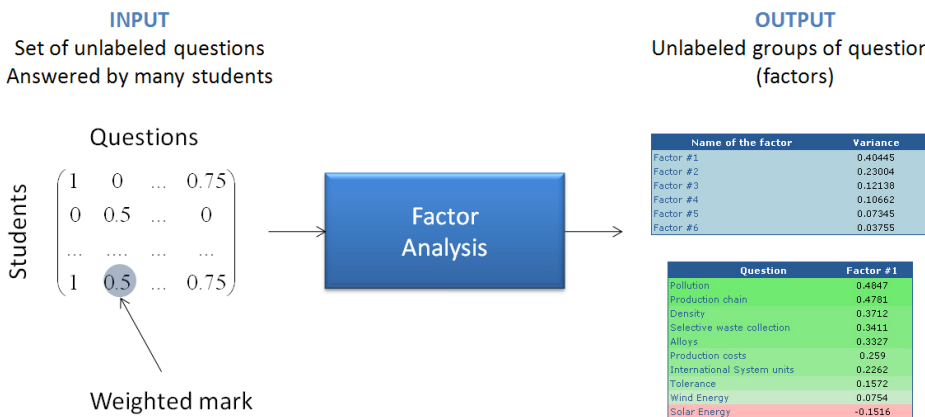 INPUT
Set of unlabeled questions
Answered by many students
Questions
Students
1 0 ... 0.75
0 0.5 ... 0
... .... ... ...
1 0.5 ... 0.75
Weighted mark
Factor
Analysis
OUTPUT
Unlabeled groups of question
(factors)
Name of the factor Variance
Factor #1 0.40445
Factor #2 0.23004
Factor #3 0.12138
Factor #4 0.10662
Factor #5 0.07345
Factor #6 0.03755
Question Factor #1
Pollution 0.4847
Production chain 0.4781
Density 0.3712
Selective waste collection 0.3411
Alloys 0.3327
Production costs 0.259
International System units 0.2262
Tolerance 0.1572
Wind Energy 0.0754
Solar Energy -0.1516